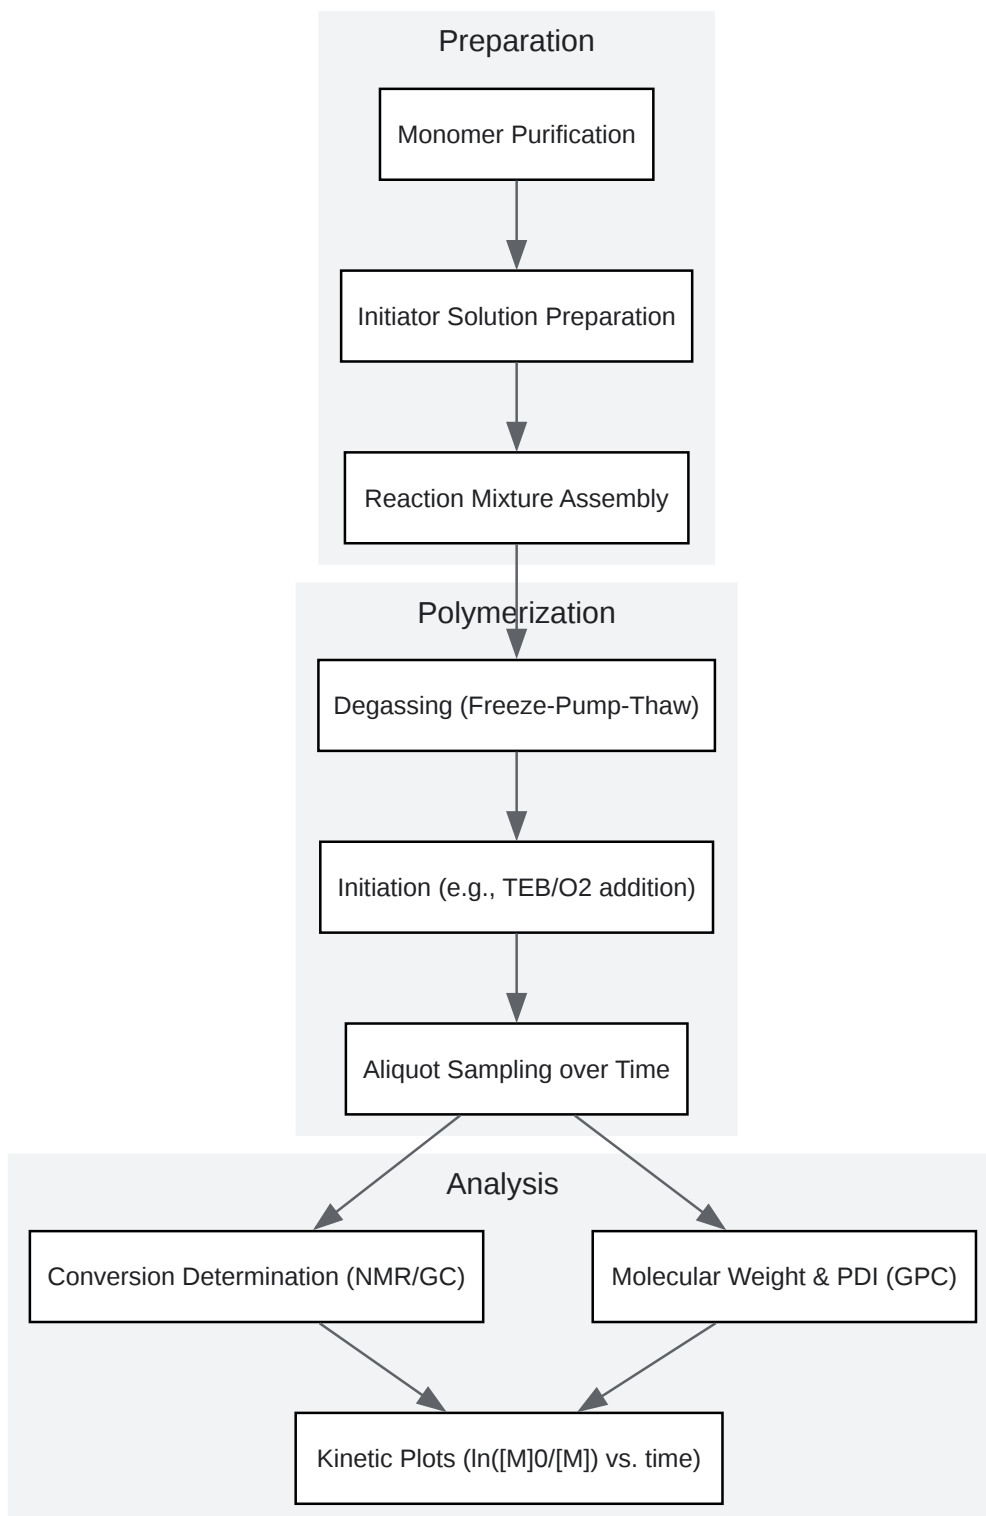 Preparation
Monomer Purification
Initiator Solution Preparation
Reaction Mixture Assembly
Polymerization
Degassing (Freeze-Pump-Thaw)
Initiation (e.g., TEB/O2 addition)
Aliquot Sampling over Time
Analysis
Conversion Determination (NMR/GC)
Molecular Weight & PDI (GPC)
Kinetic Plots (ln([M]0/[M]) vs. time)